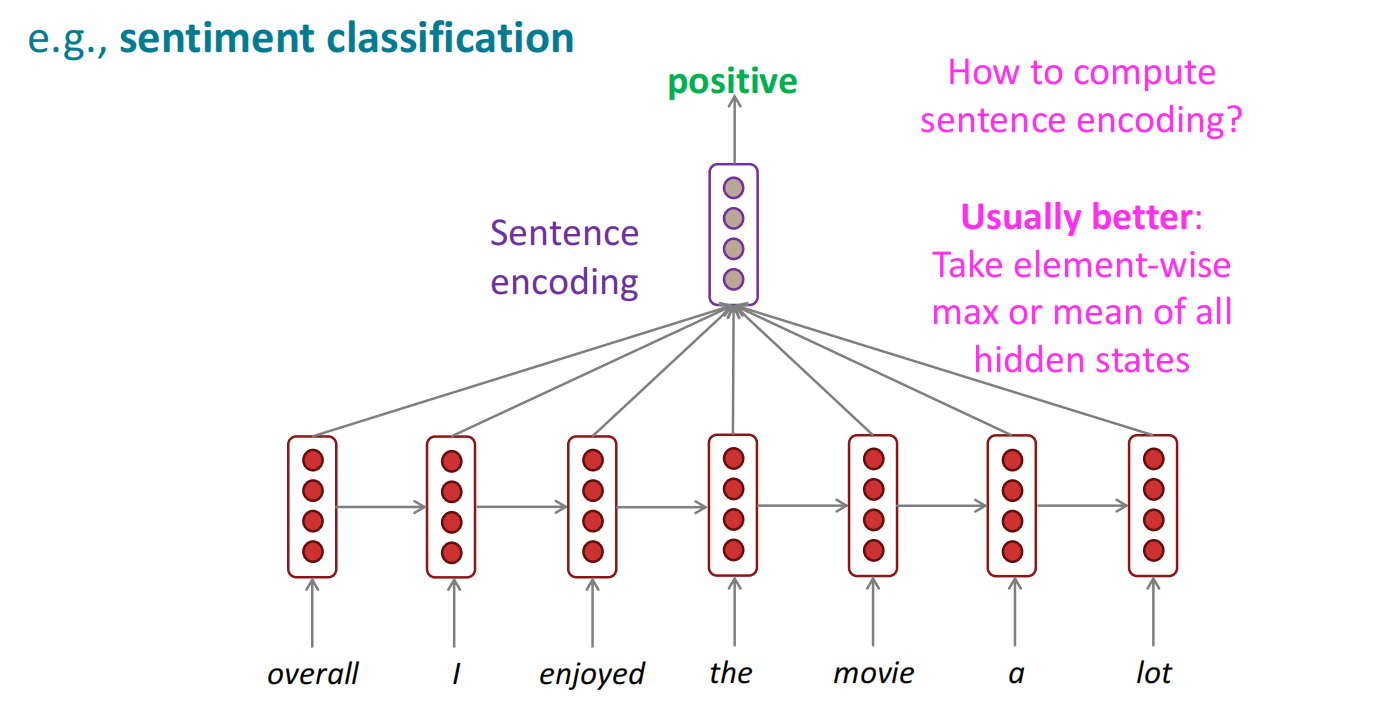 e.g., sentiment classification
positive
How to compute
sentence encoding?
Usually better:
Take element-wise
max or mean of all
hidden states
Sentence
encoding
overall I enjoyed the movie a lot